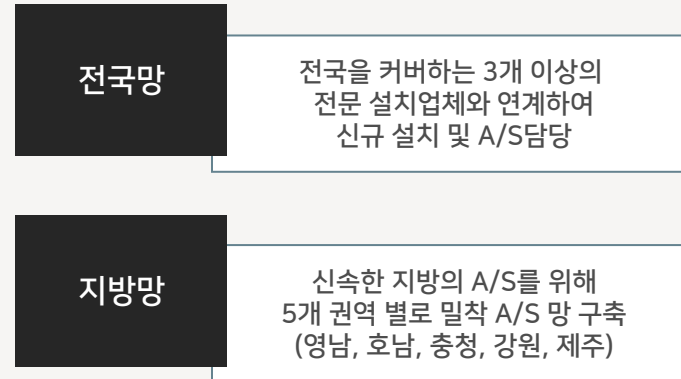 전국망
전국을 커버하는 3개 이상의
전문 설치업체와 연계하여
신규 설치 및 A/S담당
지방망
신속한 지방의 A/S를 위해
5개 권역 별로 밀착 A/S 망 구축
(영남, 호남, 충청, 강원, 제주)